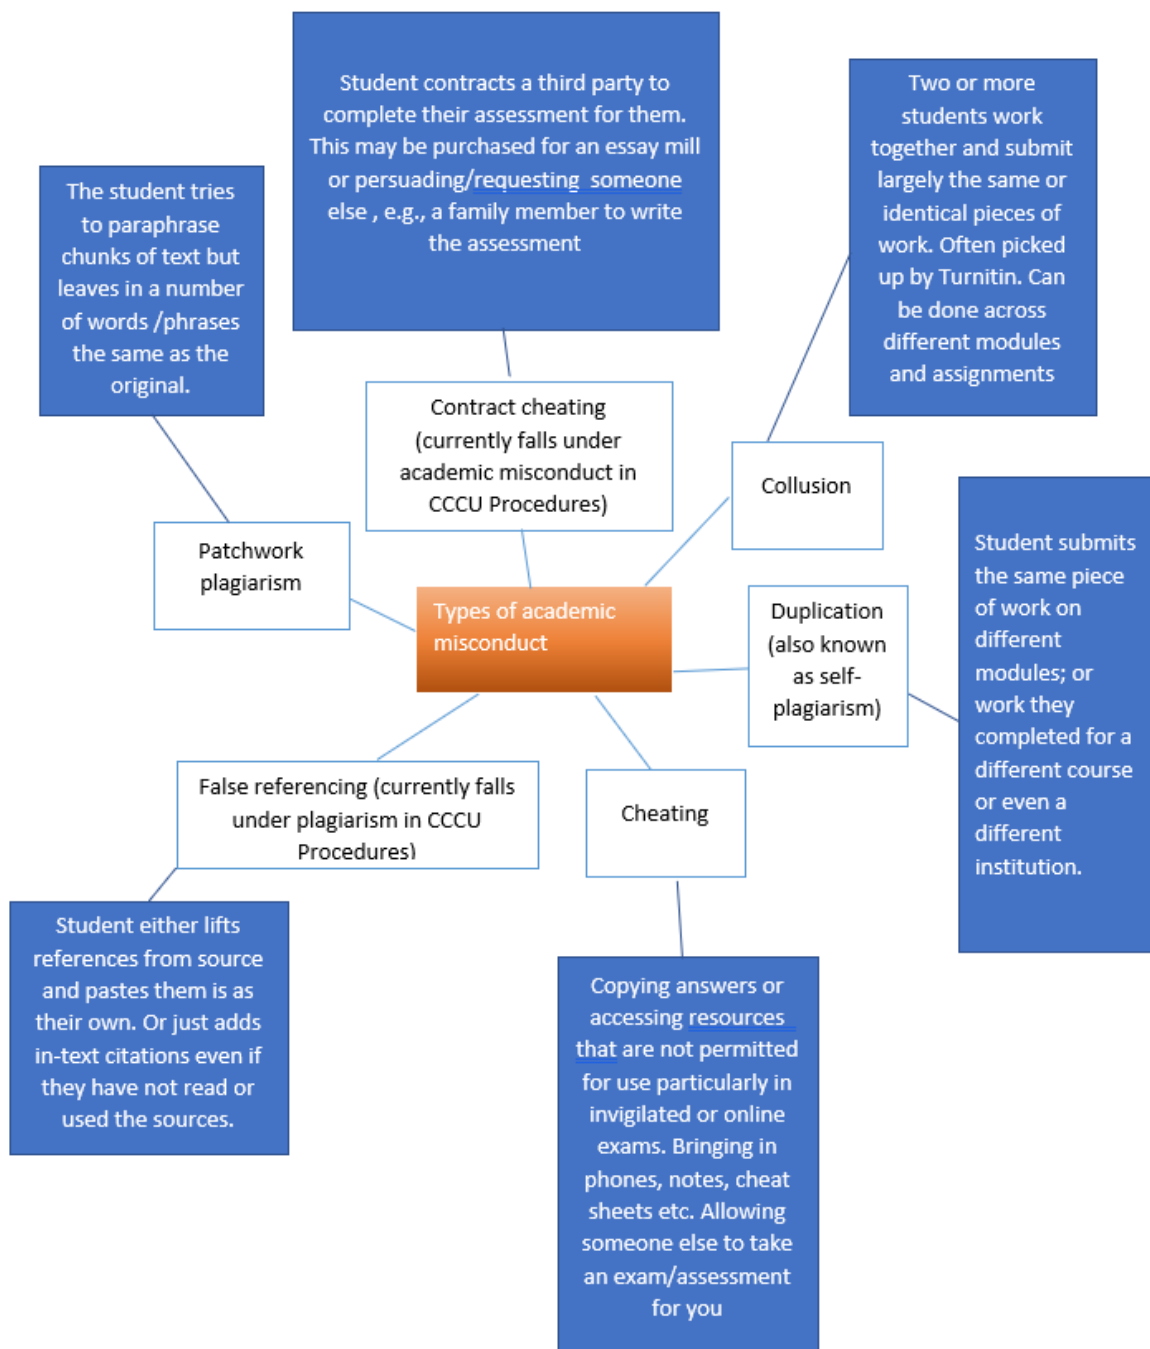 Student contracts a third party to
complete their assessment for them.
This may be purchased for an essay mill
or persuading/requesting someone
else , e.g., a family member to write
the assessment
Two or more
students work
together and submit
largely the same or
identical pieces of
work. Often picked
up by Turnitin. Can
be done across
different modules
and assignments
The student tries
to paraphrase
chunks of text but
leaves in a number
of words /phrases
the same as the
original.
Contract cheating
(currently falls under
academic misconduct in
CCCU Procedures)
Collusion
Patchwork
plagiarism
Types of academic
misconduct
Duplication
(also known
as self-
plagiarism)
Student submits
the same piece
of work on
different
modules; or
work they
completed for a
different course
or even a
different
institution.
False referencing (currently falls
under plagiarism in CCCU
Procedures)
Cheating
Student either lifts
references from source
and pastes them is as
their own. Or just adds
in-text citations even if
they have not read or
used the sources.
Copying answers or
accessing resources
that are not permitted
for use particularly in
invigilated or online
exams. Bringing in
phones, notes, cheat
sheets etc. Allowing
someone else to take
an exam/assessment
for you